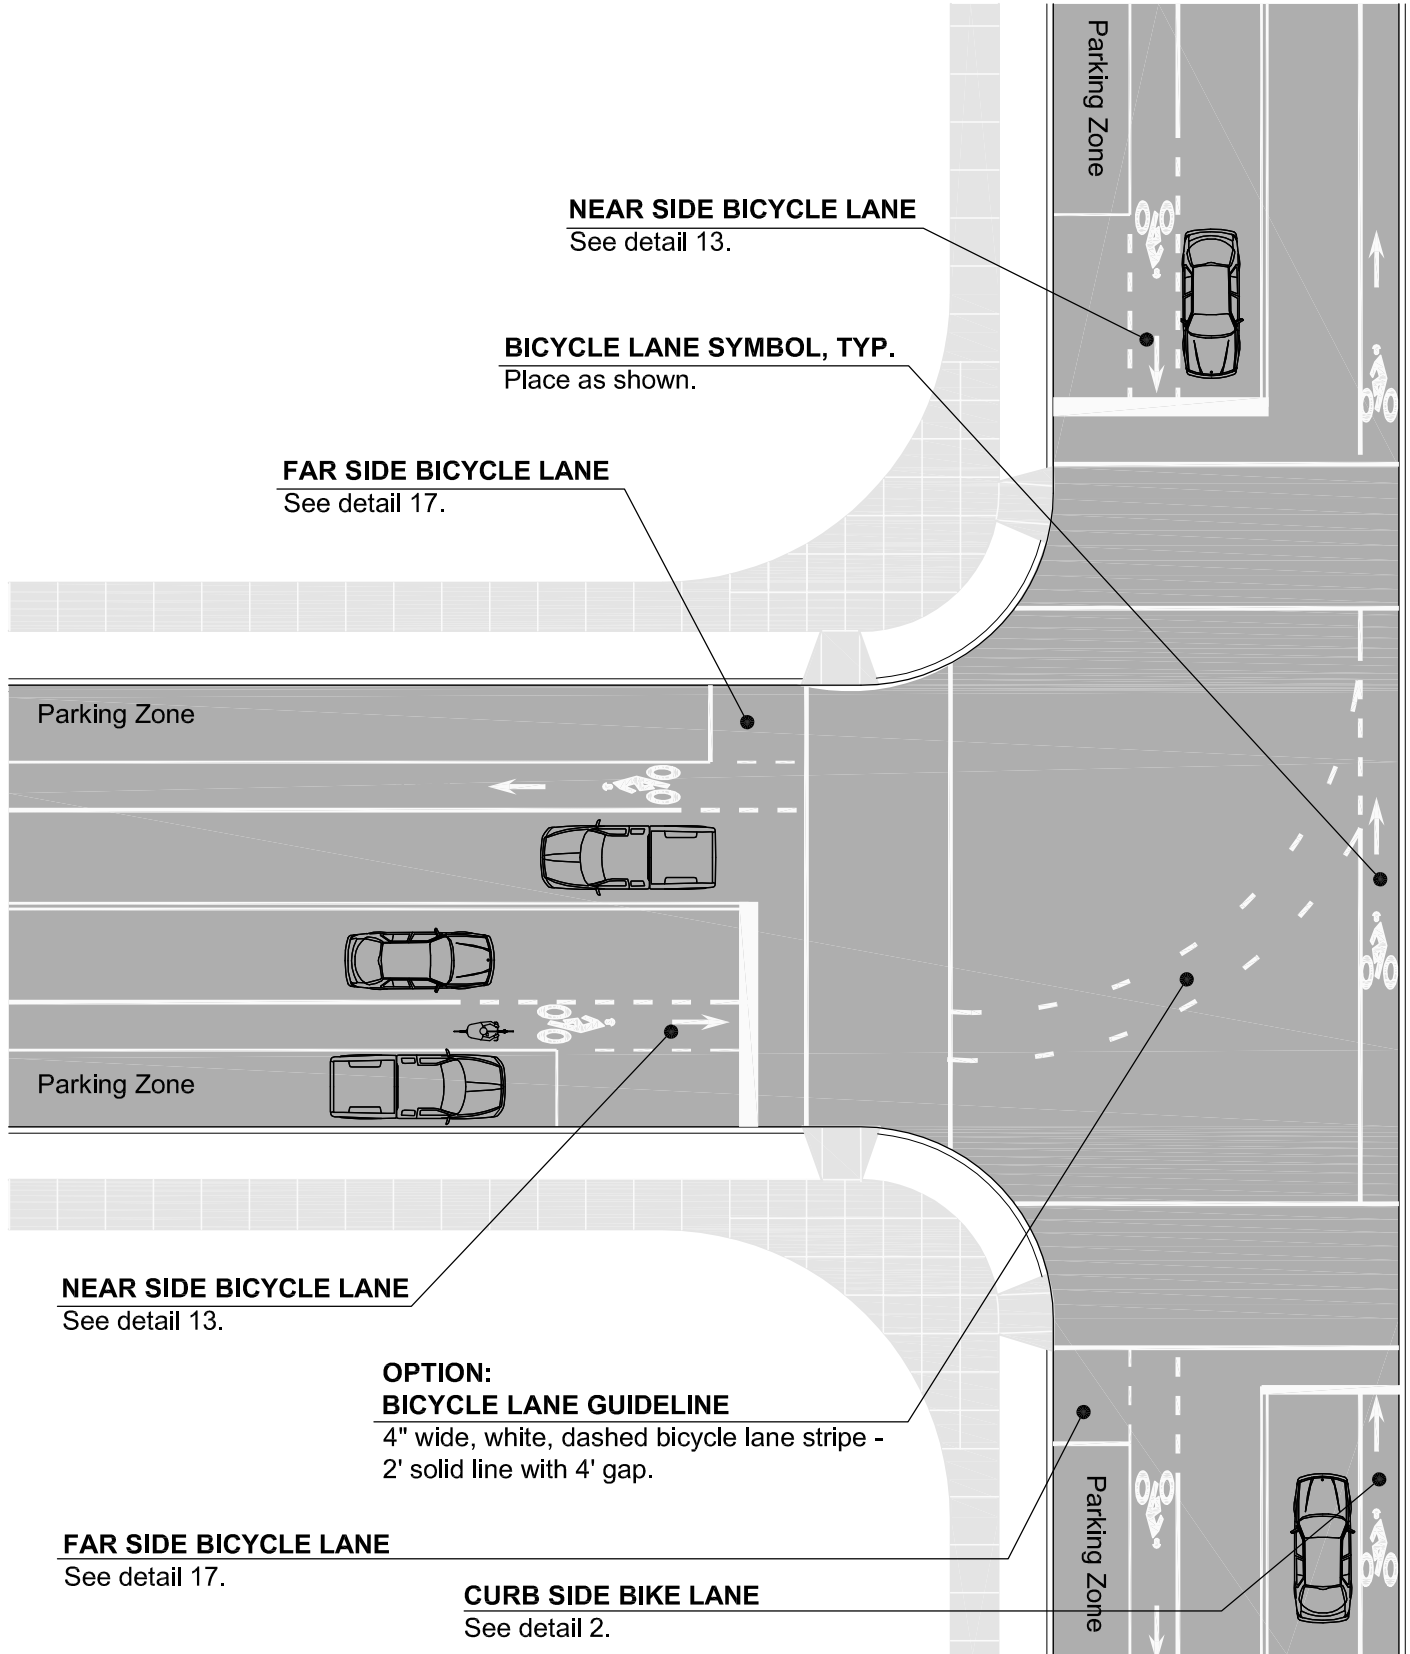 Parking Zone
NEAR SIDE BICYCLE LANE
See detail 13.
BICYCLE LANE SYMBOL, TYP.
Place as shown.
FAR SIDE BICYCLE LANE
See detail 17.
Parking Zone
Parking Zone
NEAR SIDE BICYCLE LANE
See detail 13.
OPTION:
BICYCLE LANE GUIDELINE
4" wide, white, dashed bicycle lane stripe -
2' solid line with 4' gap.
Parking Zone
FAR SIDE BICYCLE LANE
See detail 17.
CURB SIDE BIKE LANE
See detail 2.